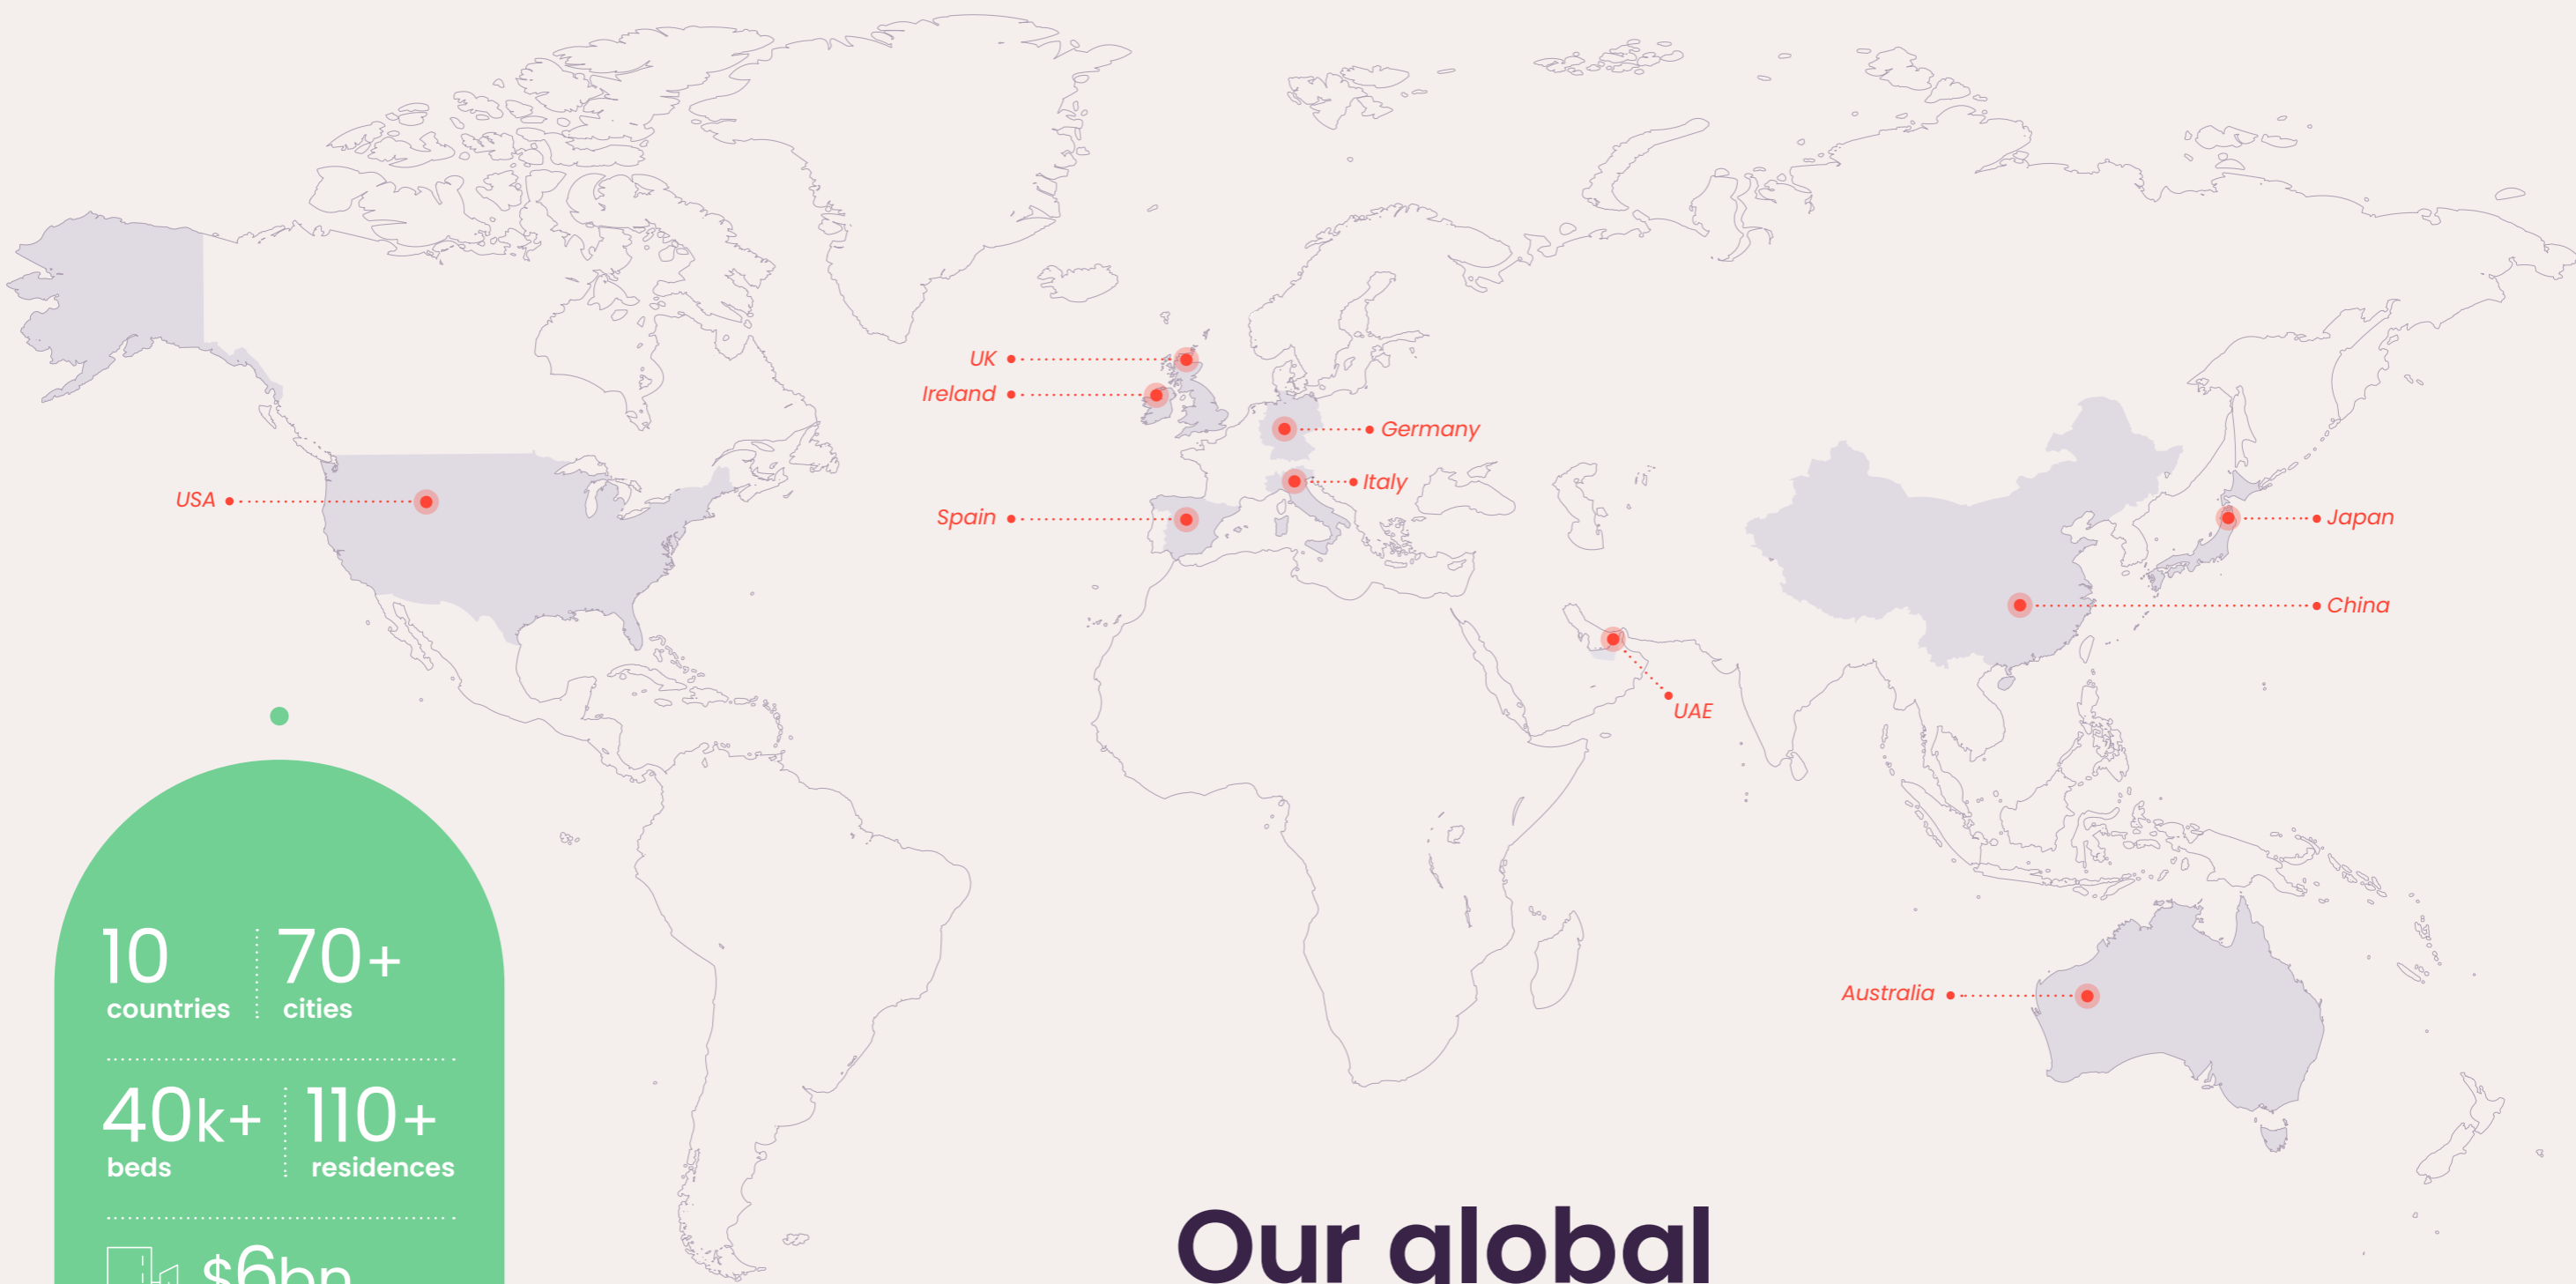 UK
Ireland
Germany
Italy
USA
Spain
Japan
China
UAE
Australia
10
countries
70+
cities
40k+
beds
110+
residences
$6bn
Our global